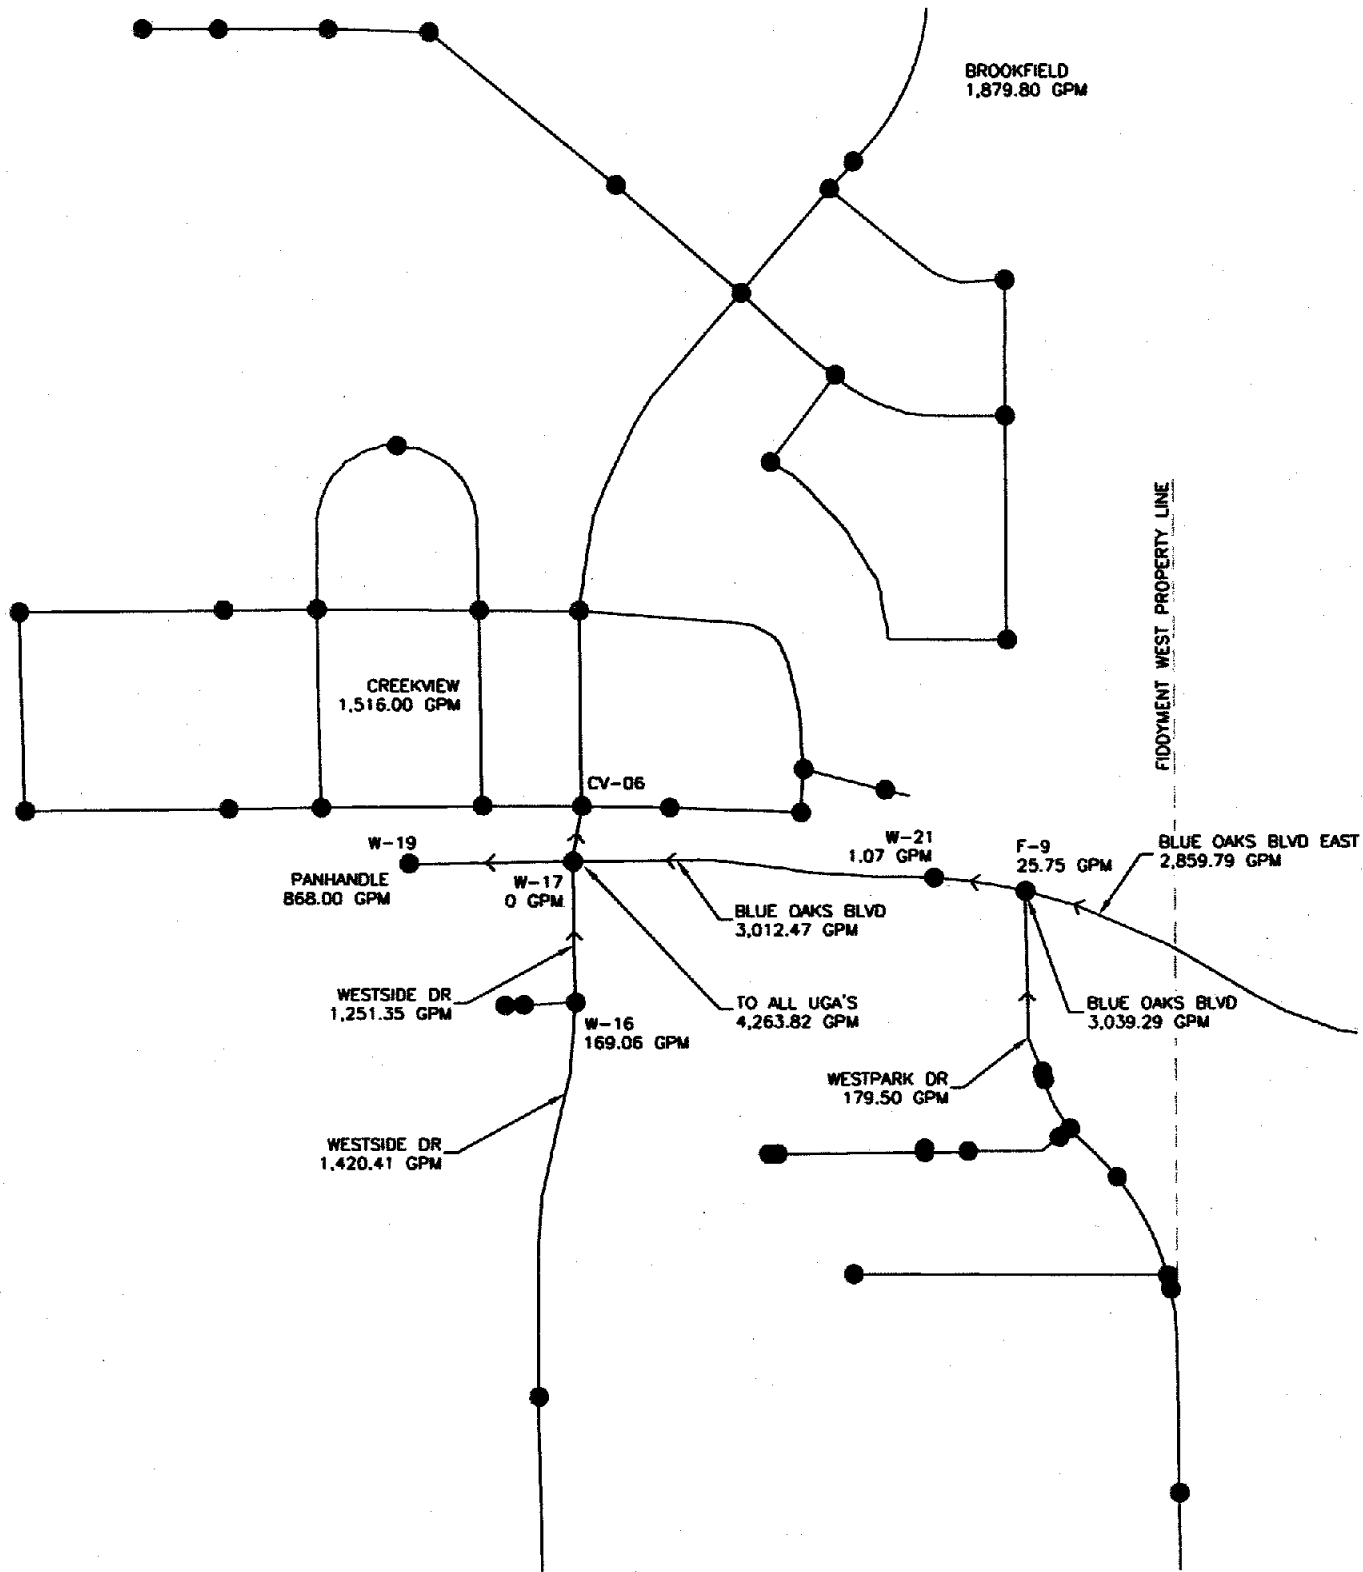 BROOKFIELD
1,879.80 GPM
FIDDYMENT WEST PROPERTY LINE
CREEKVIEW
1,516.00 GPM
CV-06
W-19
PANHANDLE
868.00 GPM
W-17
0 GPM
W-21
1.07 GPM
F-9
25.75 GPM
BLUE OAKS BLVD EAST
2,859.79 GPM
BLUE OAKS BLVD
3,012.47 GPM
WESTSIDE DR
1,251.35 GPM
TO ALL UGA'S
4,263.82 GPM
BLUE OAKS BLVD
3,039.29 GPM
W-16
169.06 GPM
WESTPARK DR
179.50 GPM
WESTSIDE DR
1,420.41 GPM